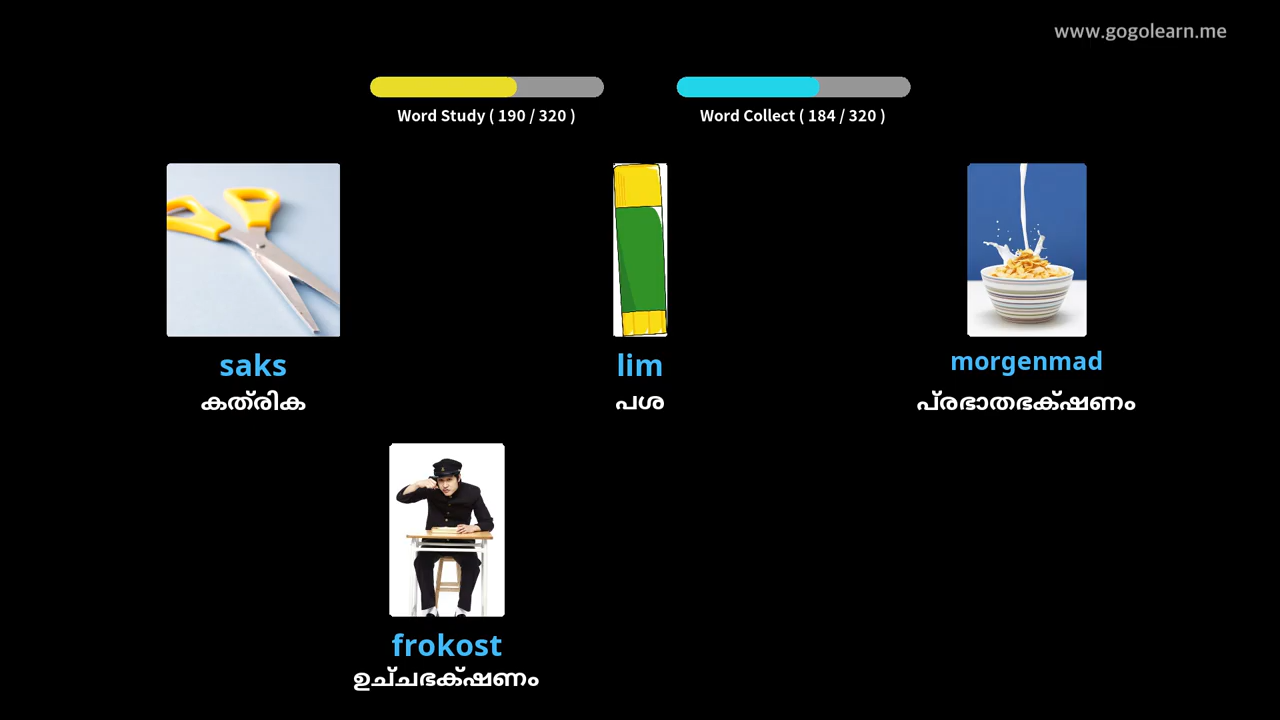 www.gogolearn.me
Word Study ( 190 / 320 )
Word Collect ( 184 / 320 )
saks
കത്രിക
lim
പശ
morgenmad
പ്രഭാതഭക്ഷണം
frokost
ഉച്ചഭക്ഷണം